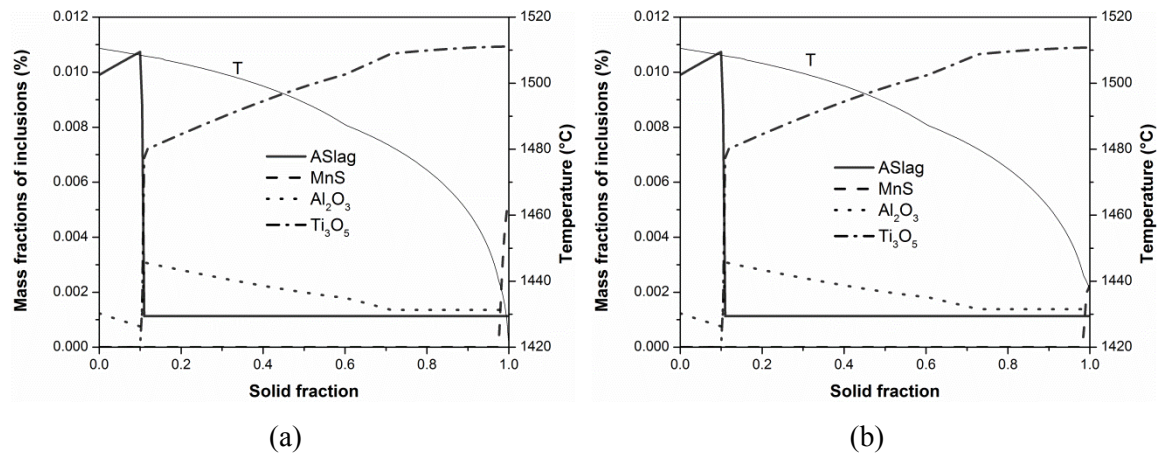 0.012
0.010
0.008
0.006
0.004
0.002
0.000
Mass fractions of inclusions (%)
T
ASlag
MnS
Al₂O₃
Ti₃O₅
1520
1500
1480
1460
1440
1420
Temperature (°C)
0.0 0.2 0.4 0.6 0.8 1.0
Solid fraction
(a)
0.012
0.010
0.008
0.006
0.004
0.002
0.000
Mass fractions of inclusions (%)
T
ASlag
MnS
Al₂O₃
Ti₃O₅
1520
1500
1480
1460
1440
1420
Temperature (°C)
0.0 0.2 0.4 0.6 0.8 1.0
Solid fraction
(b)